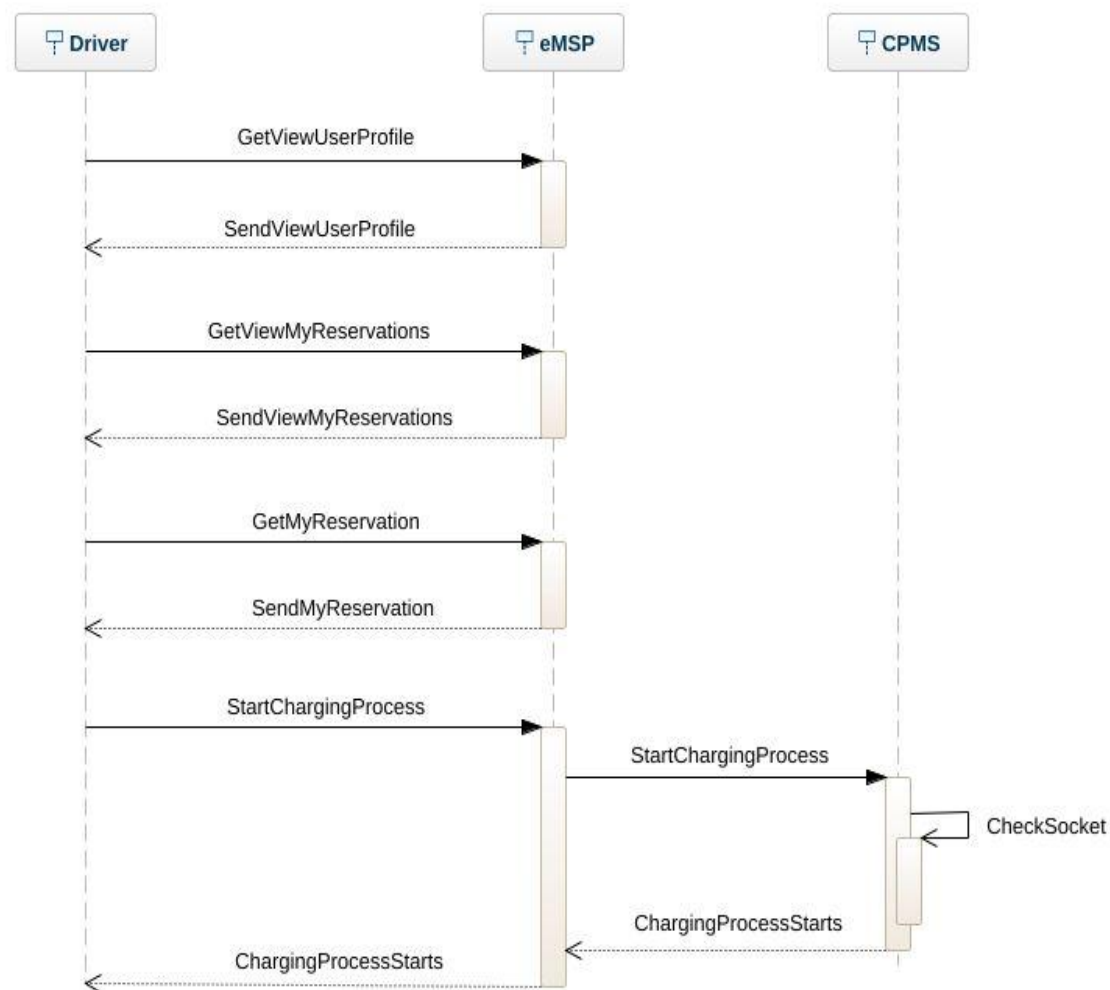 Driver
eMSP
CPMS
GetViewUserProfile
SendViewUserProfile
GetViewMyReservations
SendViewMyReservations
GetMyReservation
SendMyReservation
StartChargingProcess
StartChargingProcess
CheckSocket
ChargingProcessStarts
ChargingProcessStarts